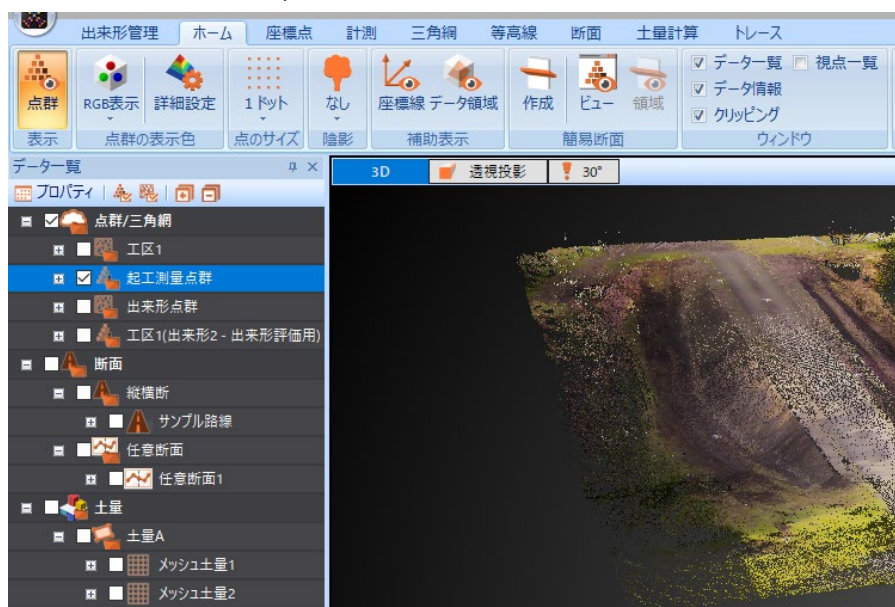 出来形管理 ホーム 座標点 計測 三角網 等高線 断面 土量計算 トレース
点群 RGB表示 詳細設定 1 ドット なし 座標線 データ領域 作成 ビュー 領域
データ一覧 視点一覧
データ情報
クリッピング
表示 点群の表示色 点のサイズ 陰影 補助表示 簡易断面 ウィンドウ
データ一覧
プロパティ
3D 透視投影 30°
点群/三角網
工区1
起工測量点群
出来形点群
工区1(出来形2 - 出来形評価用)
断面
縦横断
サンプル路線
任意断面
任意断面1
土量
土量A
メッシュ土量1
メッシュ土量2